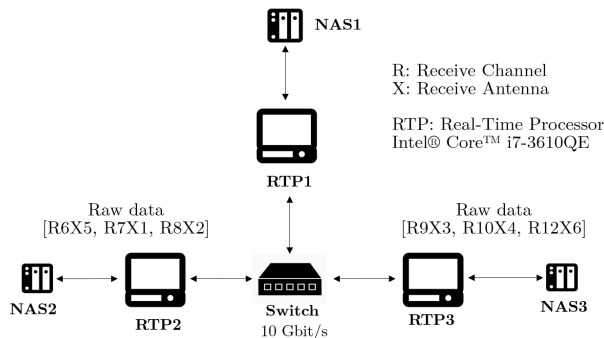 NAS1
R: Receive Channel
X: Receive Antenna
RTP: Real-Time Processor
Intel® Core™ i7-3610QE
RTP1
Raw data
[R6X5, R7X1, R8X2]
Raw data
[R9X3, R10X4, R12X6]
NAS2
RTP2
Switch
10 Gbit/s
RTP3
NAS3